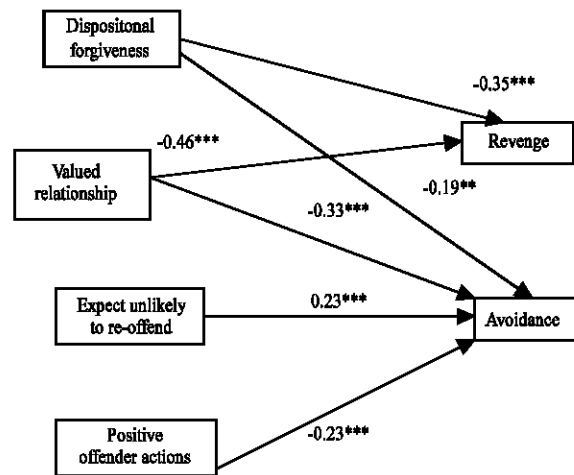 Dispositonal
forgiveness
-0.35***
Revenge
-0.46***
Valued
relationship
-0.19**
-0.33***
Expect unlikely
to re-offend
0.23***
Avoidance
Positive
offender actions
-0.23***